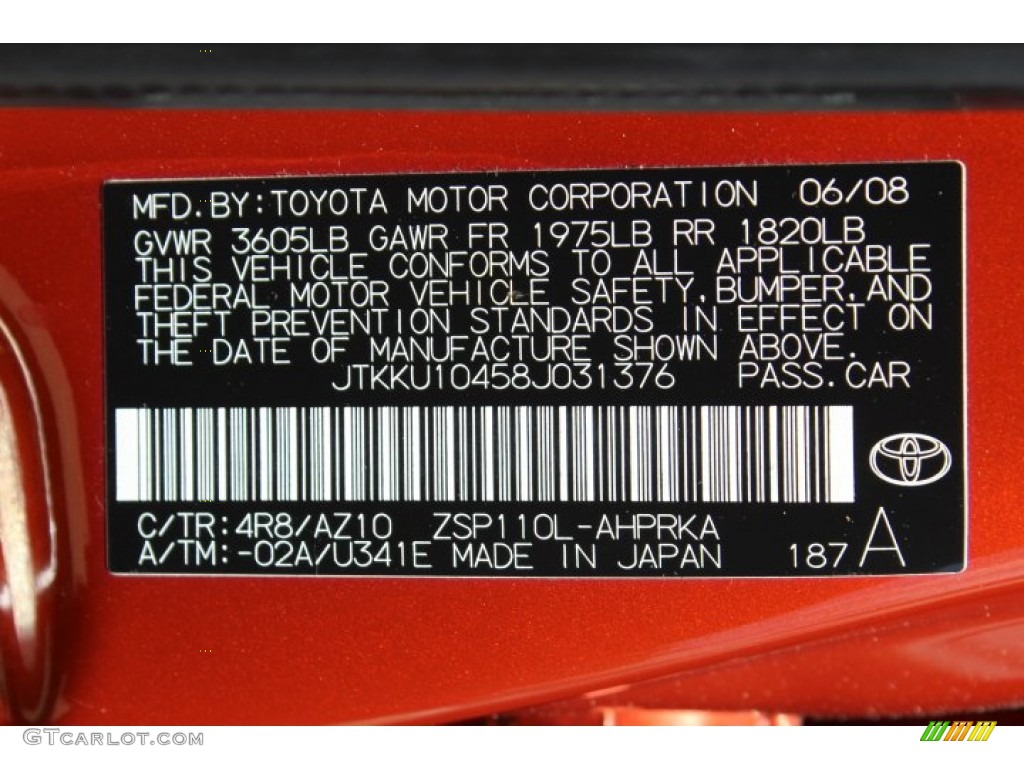 MFD.BY:TOYOTA MOTOR CORPORATION 06/08
GVWR 3605LB GAWR FR 1975LB RR 1820LB
THIS VEHICLE CONFORMS TO ALL APPLICABLE
FEDERAL MOTOR VEHICLE SAFETY,BUMPER,AND
THEFT PREVENTION STANDARDS IN EFFECT ON
THE DATE OF MANUFACTURE SHOWN ABOVE.
JTKKU10458J031376 PASS.CAR
C/TR:4R8/AZ10 ZSP110L-AHPRKA
A/TM:-02A/U341E MADE IN JAPAN 187 A
GTcarlot.com